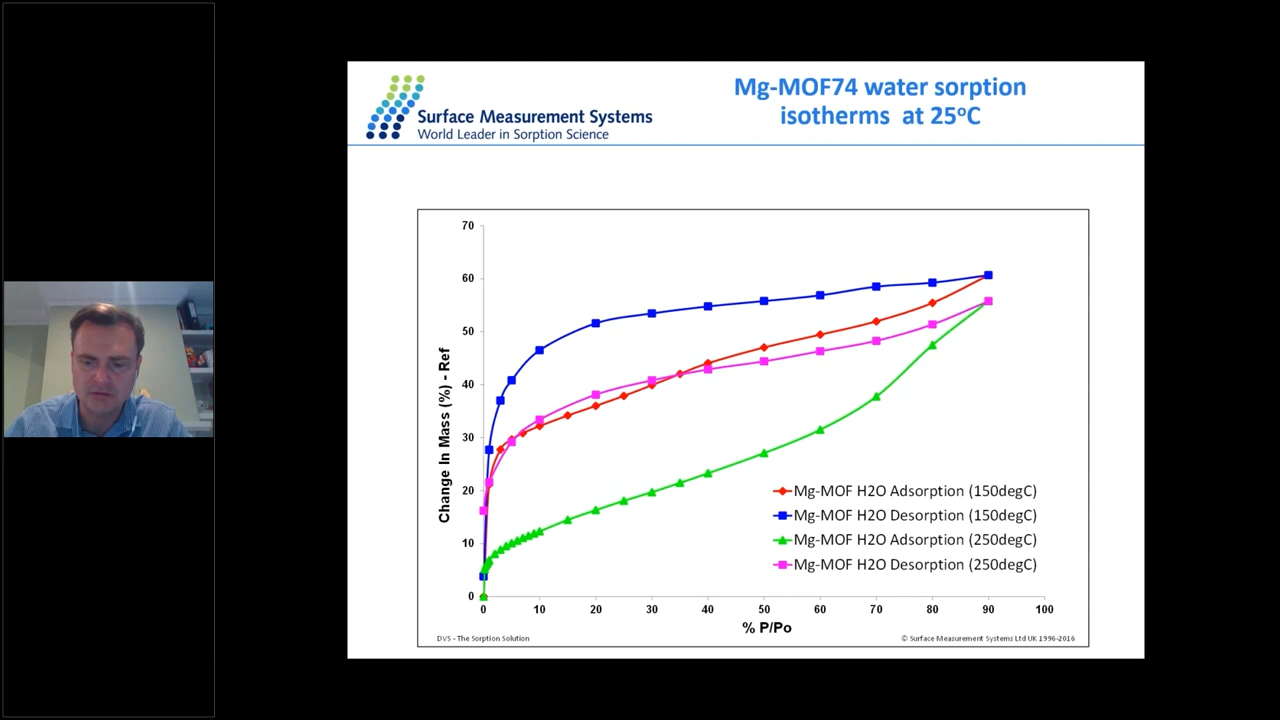 Surface Measurement Systems
World Leader in Sorption Science
Mg-MOF74 water sorption
isotherms at 25°C
Change In Mass (%) - Ref
70
60
50
40
30
20
10
0
0 10 20 30 40 50 60 70 80 90 100
% P/Po
Mg-MOF H2O Adsorption (150degC)
Mg-MOF H2O Desorption (150degC)
Mg-MOF H2O Adsorption (250degC)
Mg-MOF H2O Desorption (250degC)
DVS - The Sorption Solution
© Surface Measurement Systems Ltd UK 1996-2016